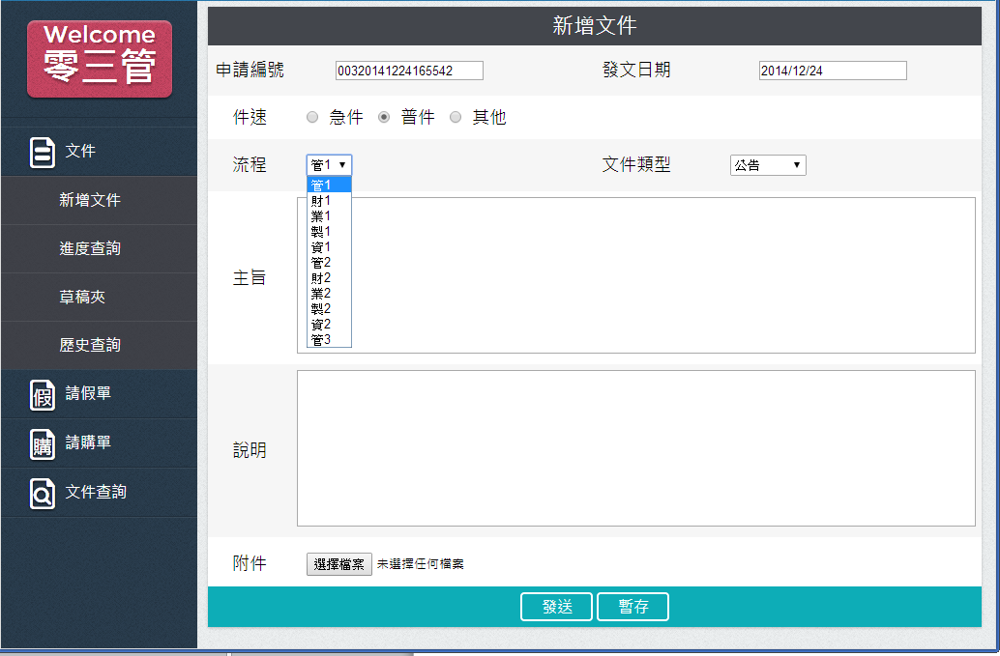 Welcome
零三管
文件
新增文件
進度查詢
草稿夾
歷史查詢
假 請假單
購 請購單
文件查詢
新增文件
申請編號 00320141224165542 發文日期 2014/12/24
件速 急件 普件 其他
流程 管1 文件類型 公告
管1
財1
業1
製1
資1
管2
財2
業2
製2
資2
管3
主旨
說明
附件 選擇檔案 未選擇任何檔案
發送 暫存